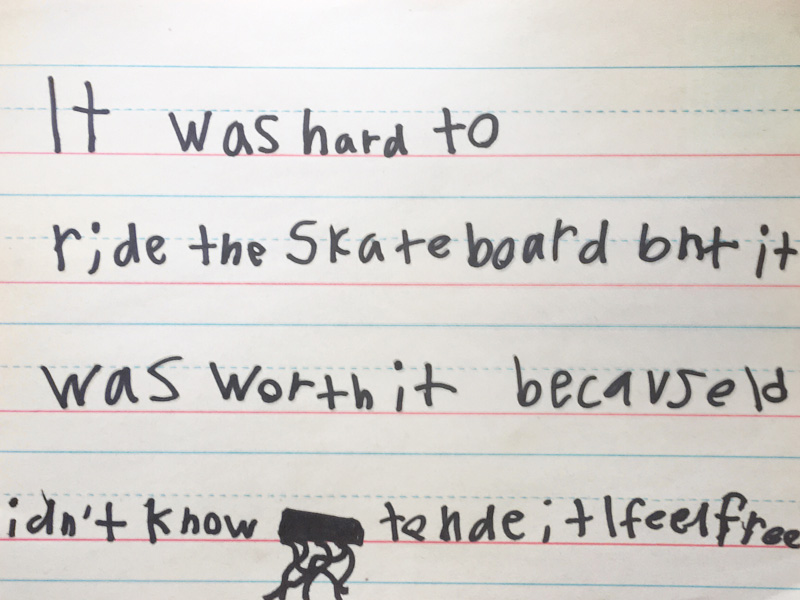 It was hard to
ride the Skateboard but it
was worth it becauseId
idn't know to ride it I feel free